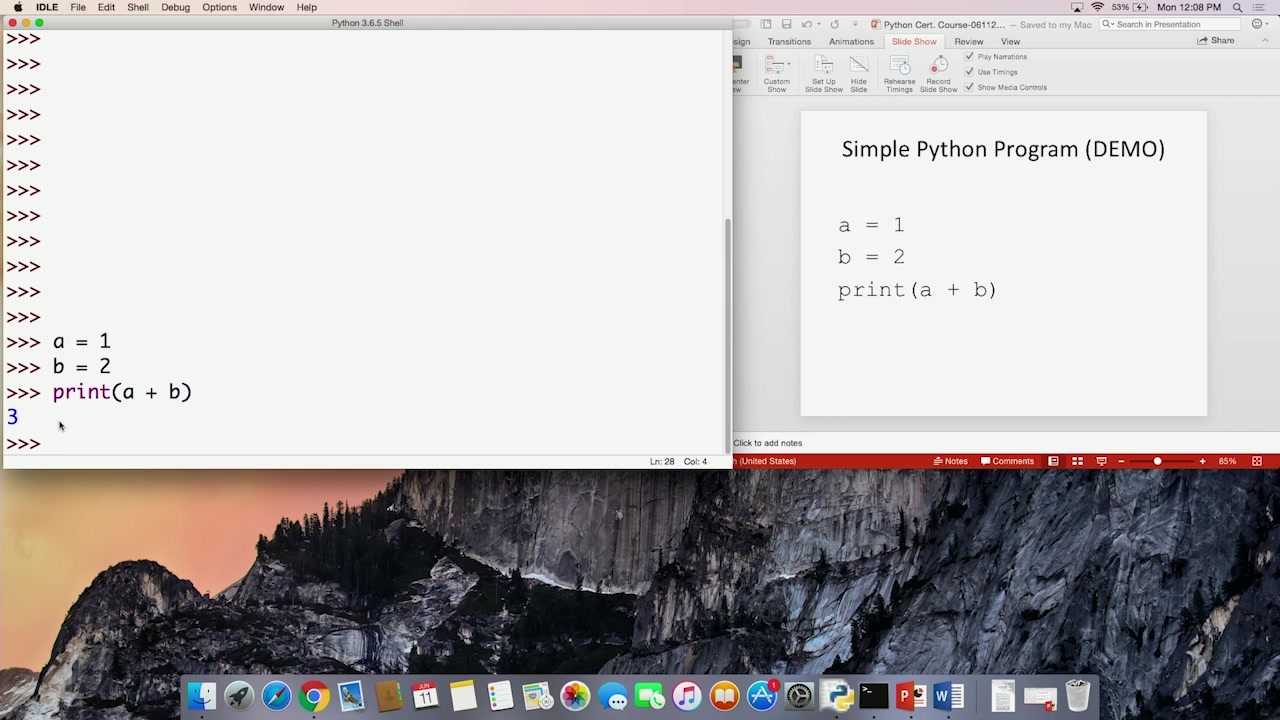 IDLE File Edit Shell Debug Options Window Help
53% Mon 12:08 PM
Python 3.6.5 Shell
>>>
>>>
>>>
>>>
>>>
>>>
>>>
>>>
>>>
>>>
>>>
>>>
>>> a = 1
>>> b = 2
>>> print(a + b)
3
>>>
Ln: 28 Col: 4
Python Cert. Course-06112... — Saved to my Mac
Search in Presentation
sign Transitions Animations Slide Show Review View
Share
Custom Show
Set Up Slide Show
Hide Slide
Rehearse Timings
Record Slide Show
Play Narrations
Use Timings
Show Media Controls
Simple Python Program (DEMO)
a = 1
b = 2
print(a + b)
Click to add notes
(United States)
Notes Comments
85%
JUN
11
1